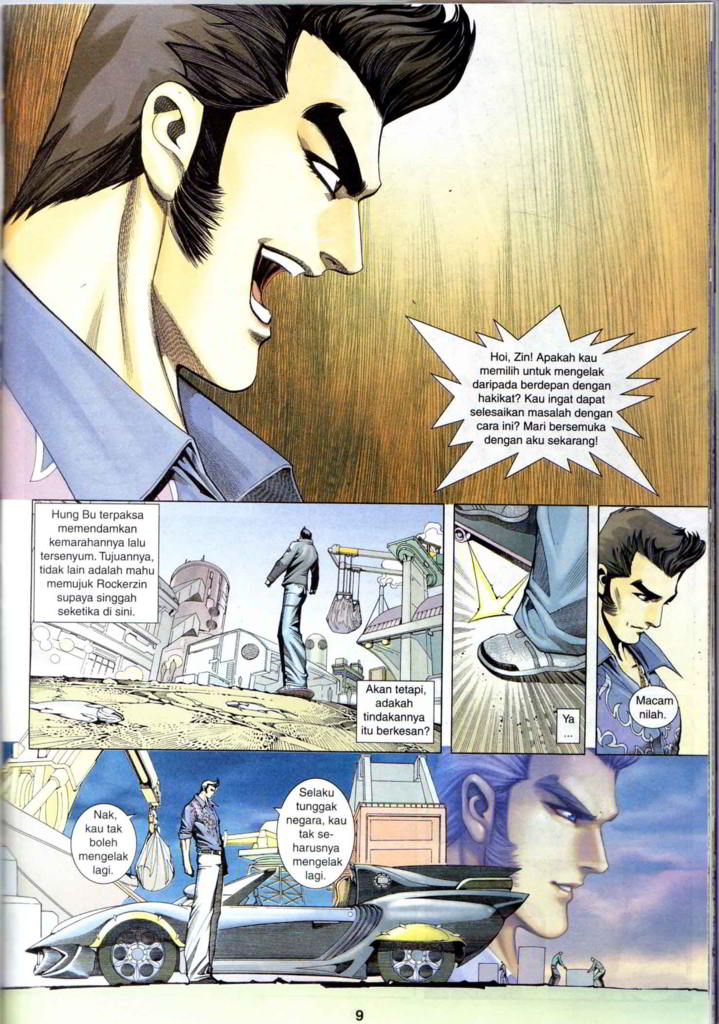 Hoi, Zin! Apakah kau
memilih untuk mengelak
daripada berdepan dengan
hakikat? Kau ingat dapat
selesaikan masalah dengan
cara ini? Mari bersemuka
dengan aku sekarang!
Hung Bu terpaksa
memendamkan
kemarahannya lalu
tersenyum. Tujuannya,
tidak lain adalah mahu
memujuk Rockerzin
supaya singgah
seketika di sini.
Akan tetapi,
adakah
tindakannya
itu berkesan?
Ya
...
Macam
nilah.
Nak,
kau tak
boleh
mengelak
lagi.
Selaku
tunggak
negara, kau
tak se-
harusnya
mengelak
lagi.
9